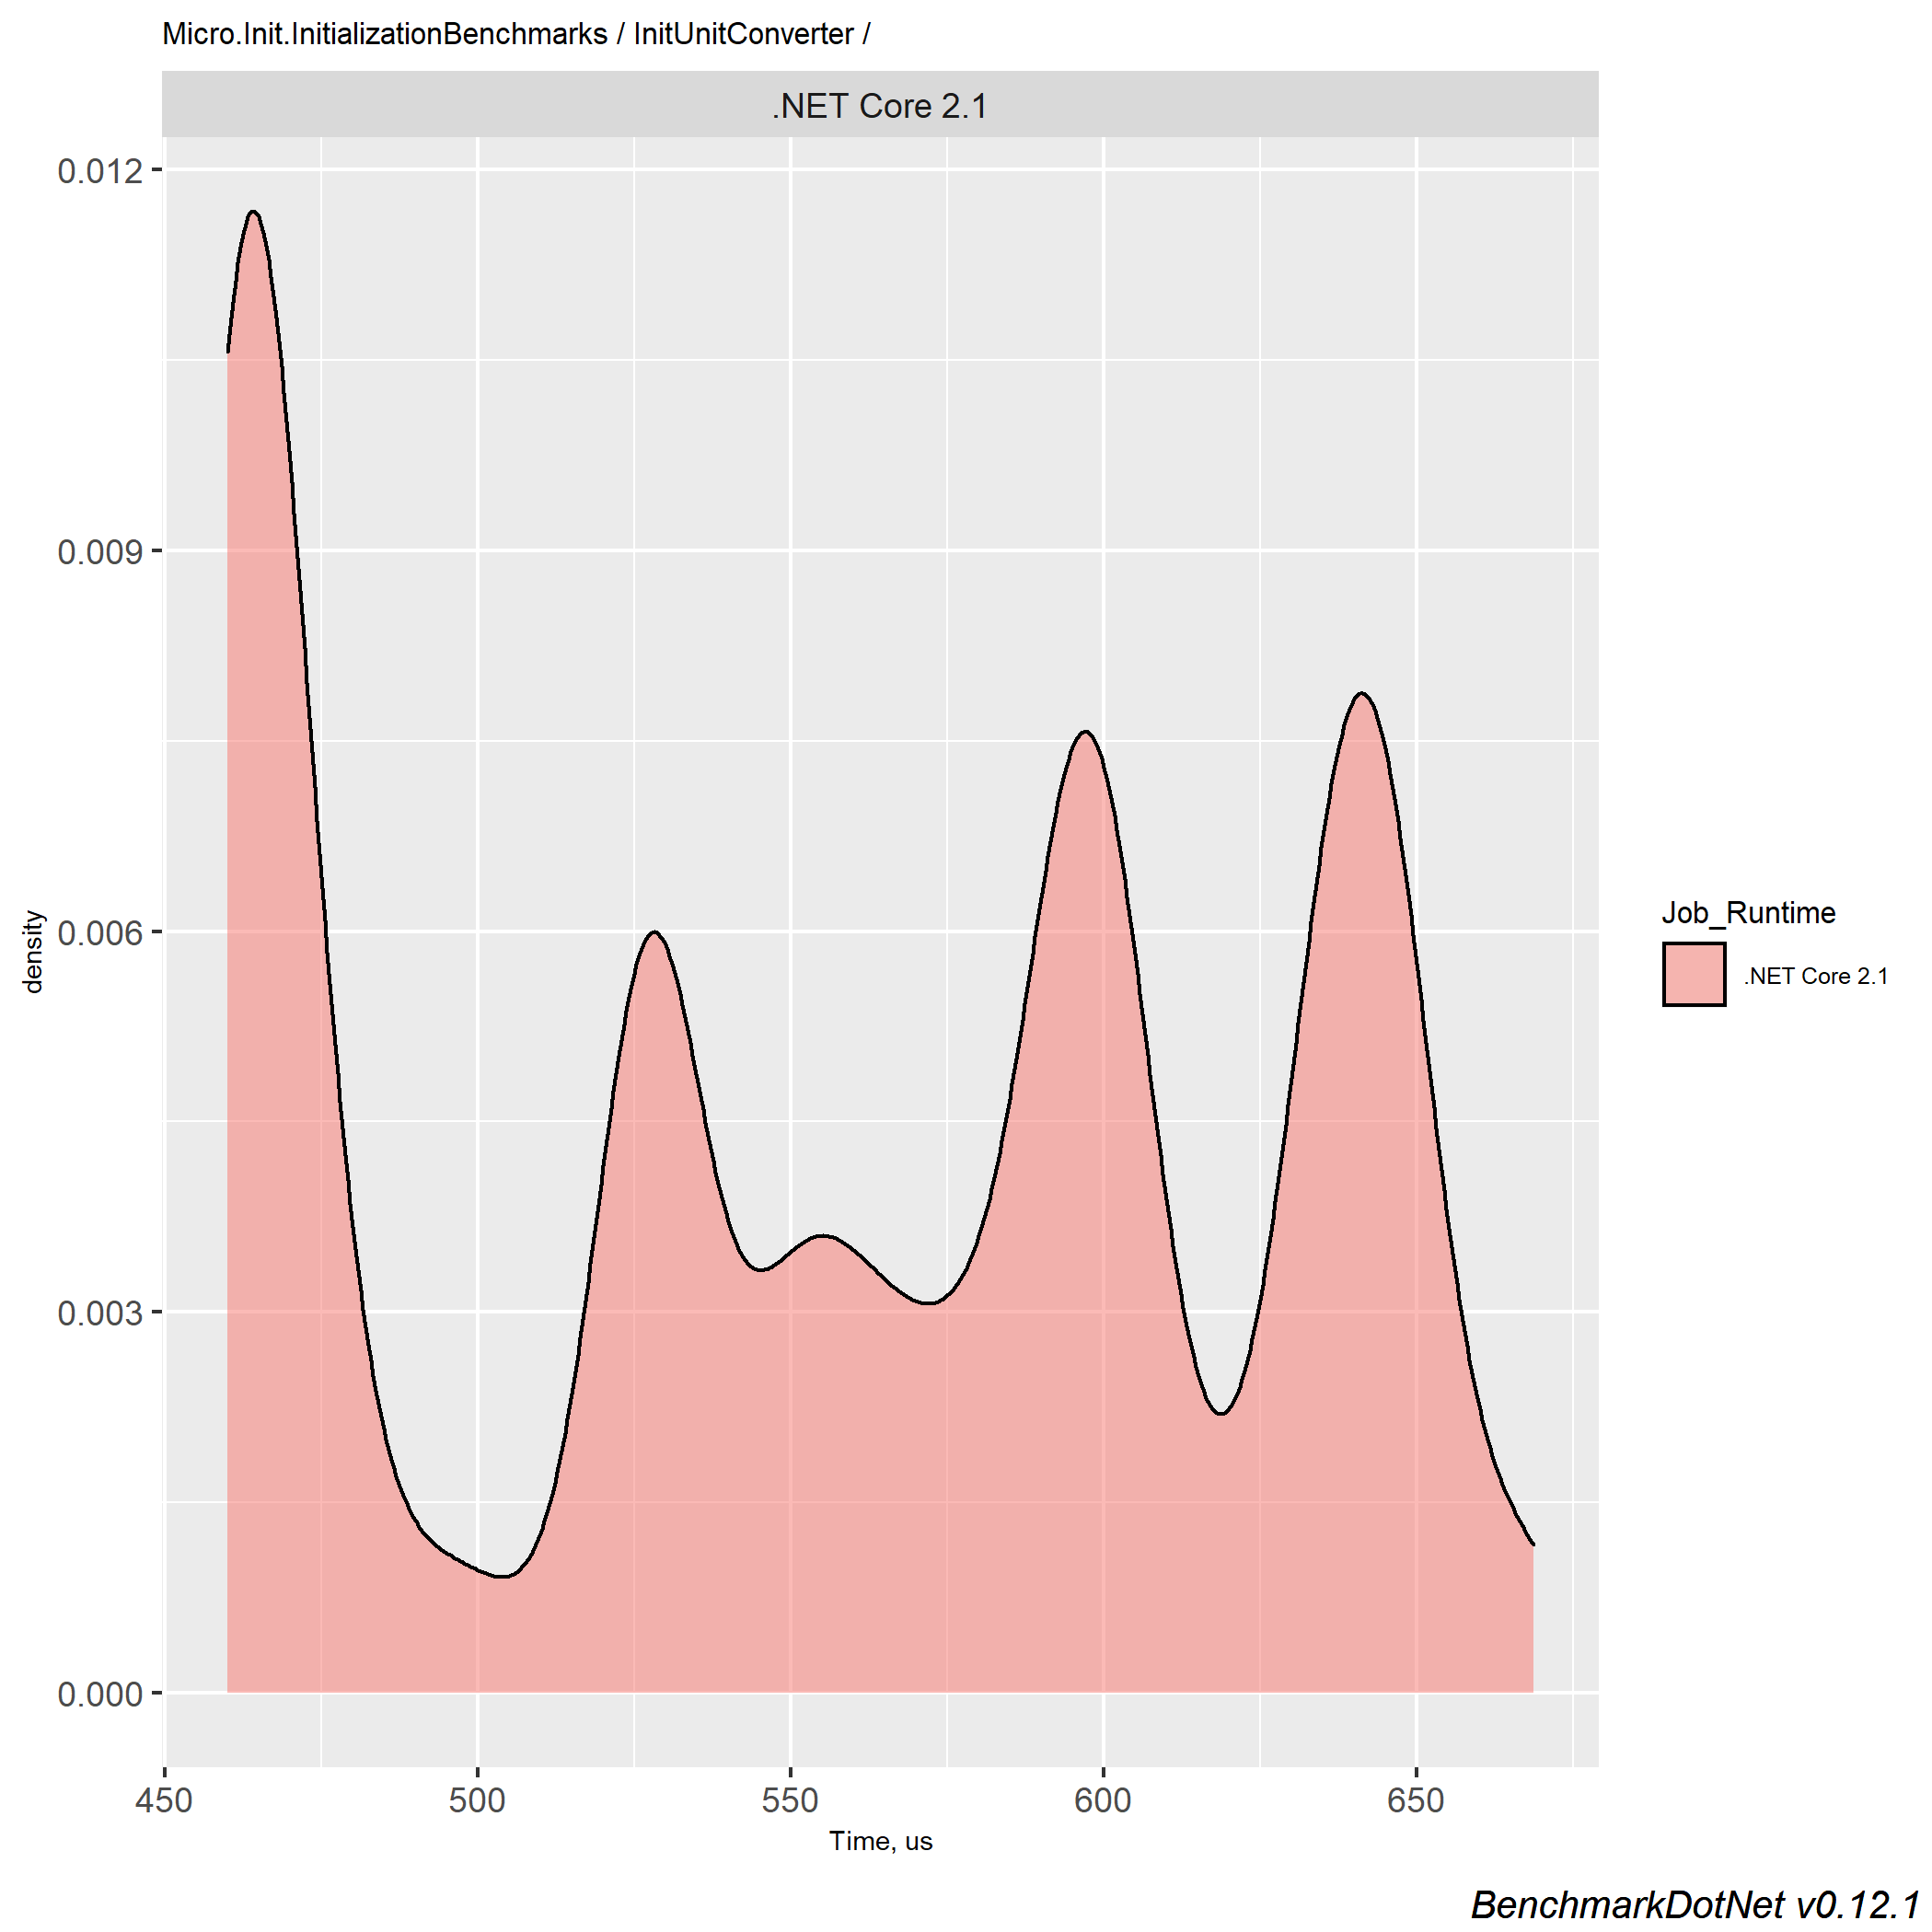 Micro.Init.InitializationBenchmarks / InitUnitConverter /
.NET Core 2.1
0.012
0.009
0.006
0.003
0.000
density
450 500 550 600 650
Time, us
Job_Runtime
.NET Core 2.1
BenchmarkDotNet v0.12.1